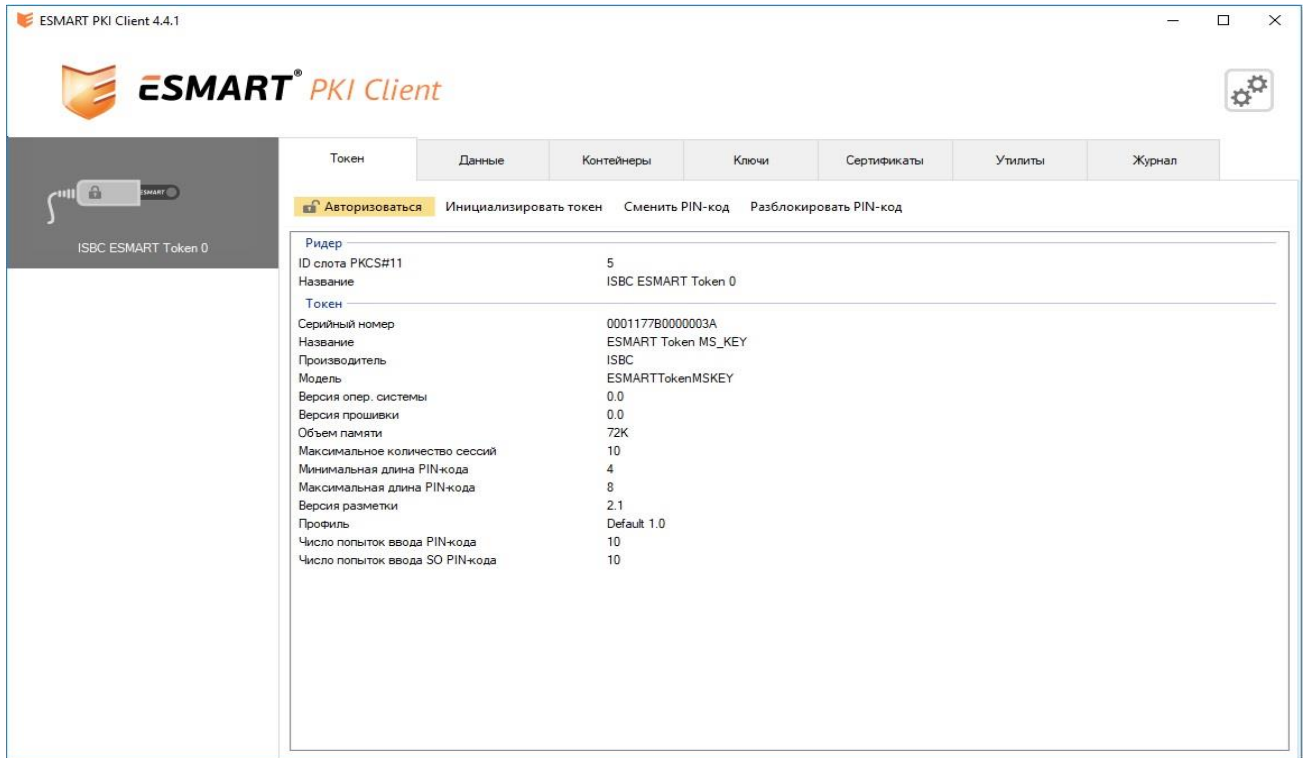 ESMART PKI Client 4.4.1
ESMART® PKI Client
ESMART
ISBC ESMART Token 0
Токен Данные Контейнеры Ключи Сертификаты Утилиты Журнал
Авторизоваться Инициализировать токен Сменить PIN-код Разблокировать PIN-код
Ридер
ID слота PKCS#11 5
Название ISBC ESMART Token 0
Токен
Серийный номер 0001177B0000003A
Название ESMART Token MS_KEY
Производитель ISBC
Модель ESMARTTokenMSKEY
Версия опер. системы 0.0
Версия прошивки 0.0
Объем памяти 72K
Максимальное количество сессий 10
Минимальная длина PIN-кода 4
Максимальная длина PIN-кода 8
Версия разметки 2.1
Профиль Default 1.0
Число попыток ввода PIN-кода 10
Число попыток ввода SO PIN-кода 10